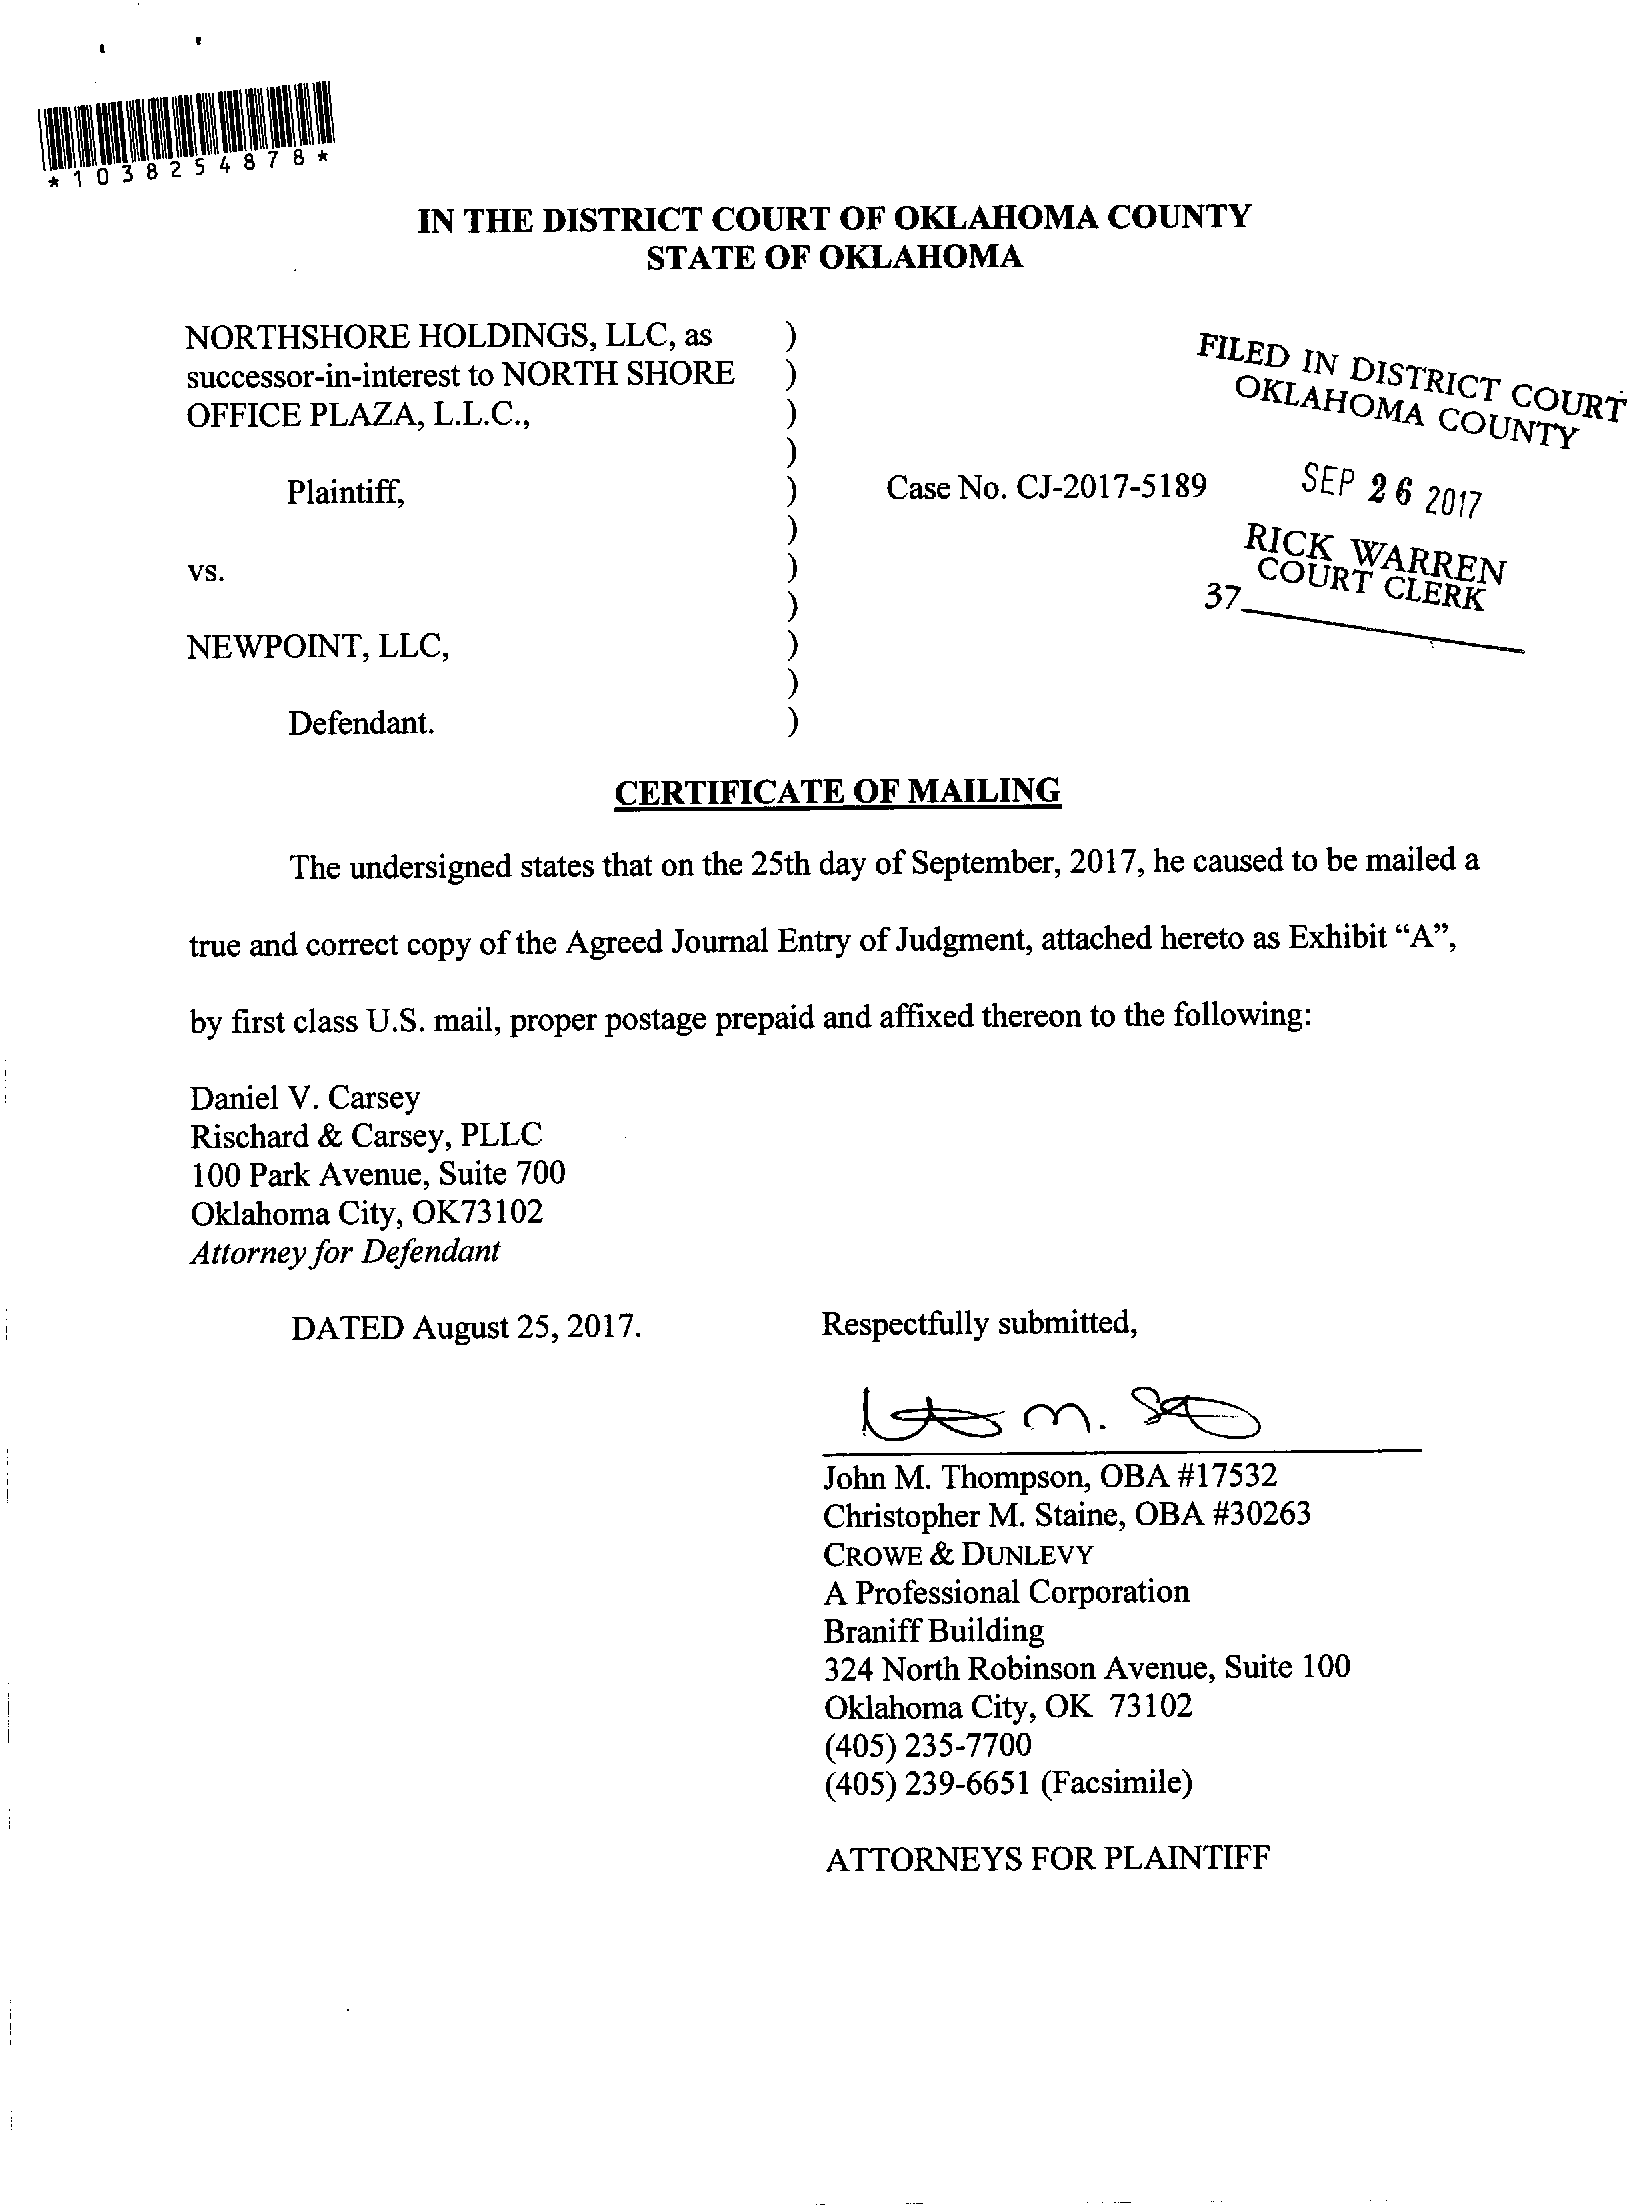 *1038254878*
IN THE DISTRICT COURT OF OKLAHOMA COUNTY
STATE OF OKLAHOMA
NORTHSHORE HOLDINGS, LLC, as )
successor-in-interest to NORTH SHORE )
OFFICE PLAZA, L.L.C., )
)
Plaintiff, ) Case No. CJ-2017-5189
)
vs. )
)
NEWPOINT, LLC, )
)
Defendant. )
FILED IN DISTRICT COURT
OKLAHOMA COUNTY
SEP 26 2017
RICK WARREN
COURT CLERK
37
CERTIFICATE OF MAILING
The undersigned states that on the 25th day of September, 2017, he caused to be mailed a
true and correct copy of the Agreed Journal Entry of Judgment, attached hereto as Exhibit “A”,
by first class U.S. mail, proper postage prepaid and affixed thereon to the following:
Daniel V. Carsey
Rischard & Carsey, PLLC
100 Park Avenue, Suite 700
Oklahoma City, OK73102
Attorney for Defendant
DATED August 25, 2017. Respectfully submitted,
John M. Thompson, OBA #17532
Christopher M. Staine, OBA #30263
CROWE & DUNLEVY
A Professional Corporation
Braniff Building
324 North Robinson Avenue, Suite 100
Oklahoma City, OK 73102
(405) 235-7700
(405) 239-6651 (Facsimile)
ATTORNEYS FOR PLAINTIFF